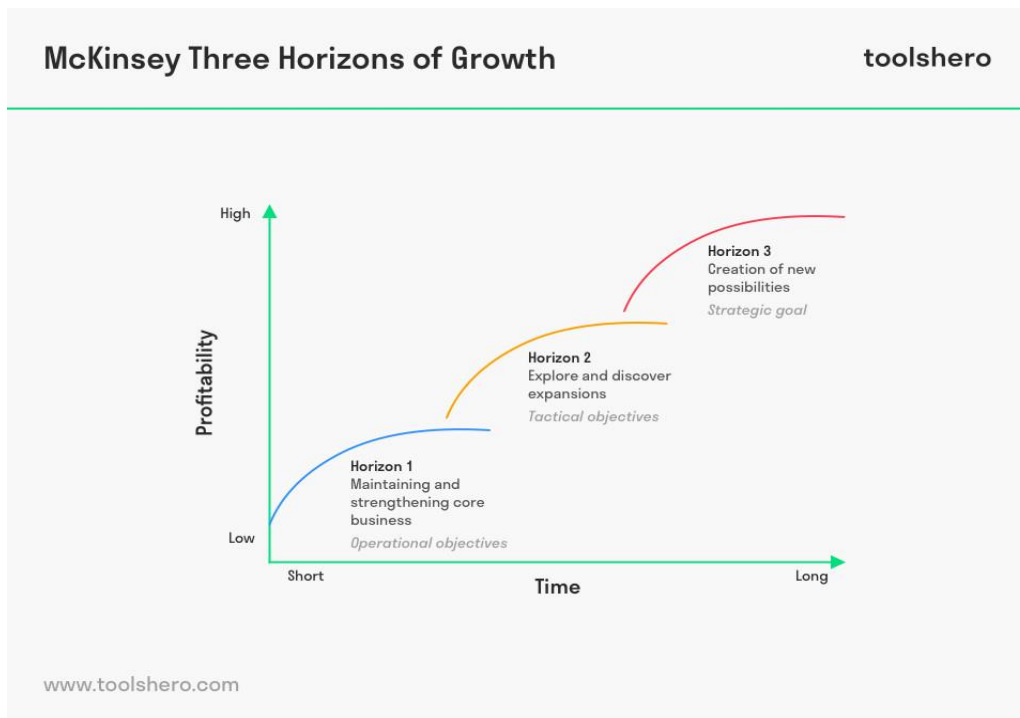 McKinsey Three Horizons of Growth
toolshero
High
Profitability
Low
Horizon 3
Creation of new
possibilities
Strategic goal
Horizon 2
Explore and discover
expansions
Tactical objectives
Horizon 1
Maintaining and
strengthening core
business
Operational objectives
Short
Time
Long
www.toolshero.com